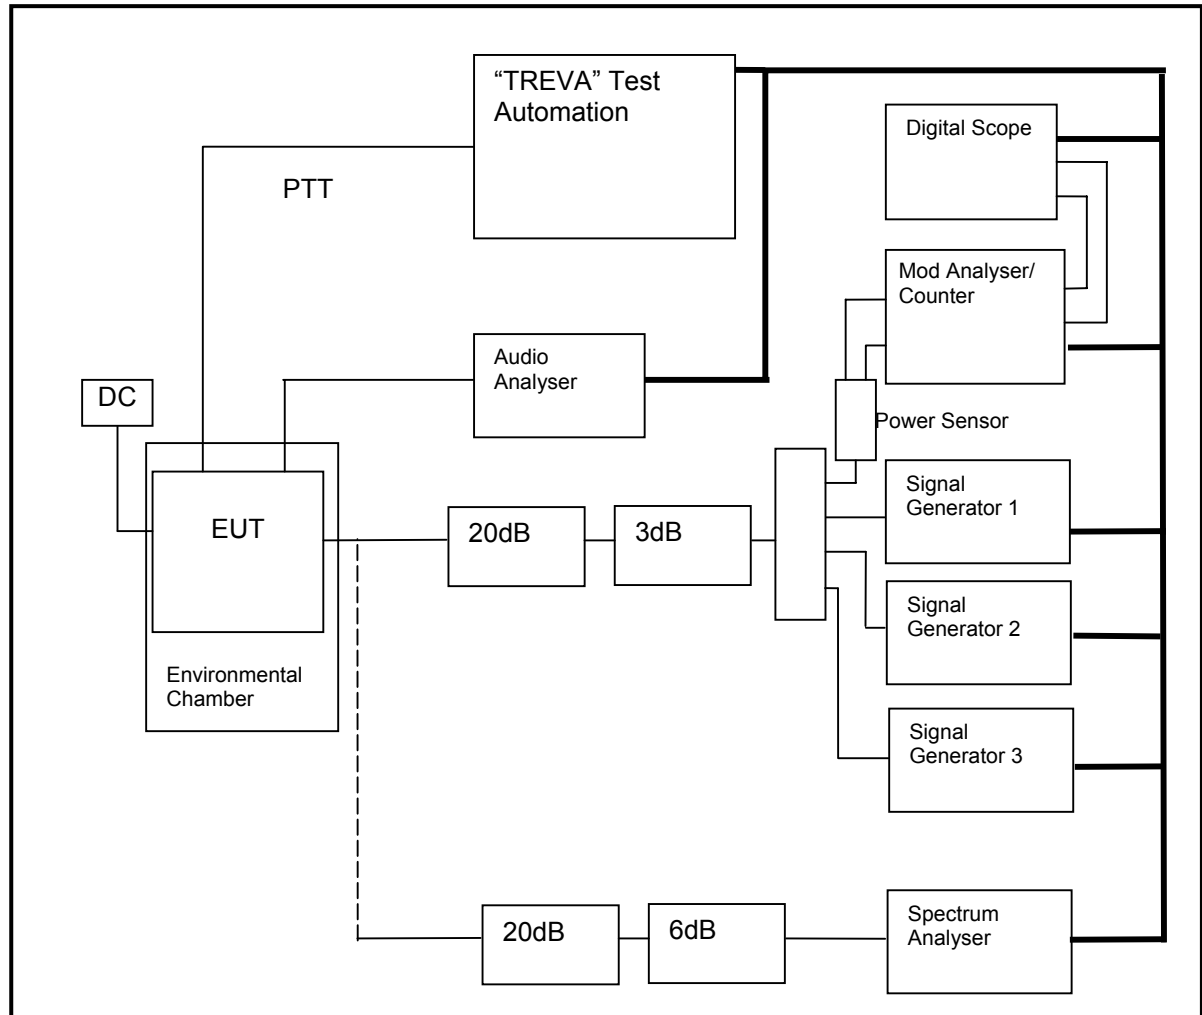 “TREVA” Test
Automation
Digital Scope
PTT
Mod Analyser/
Counter
Audio
Analyser
DC
Power Sensor
EUT
20dB
3dB
Signal
Generator 1
Signal
Generator 2
Environmental
Chamber
Signal
Generator 3
20dB
6dB
Spectrum
Analyser